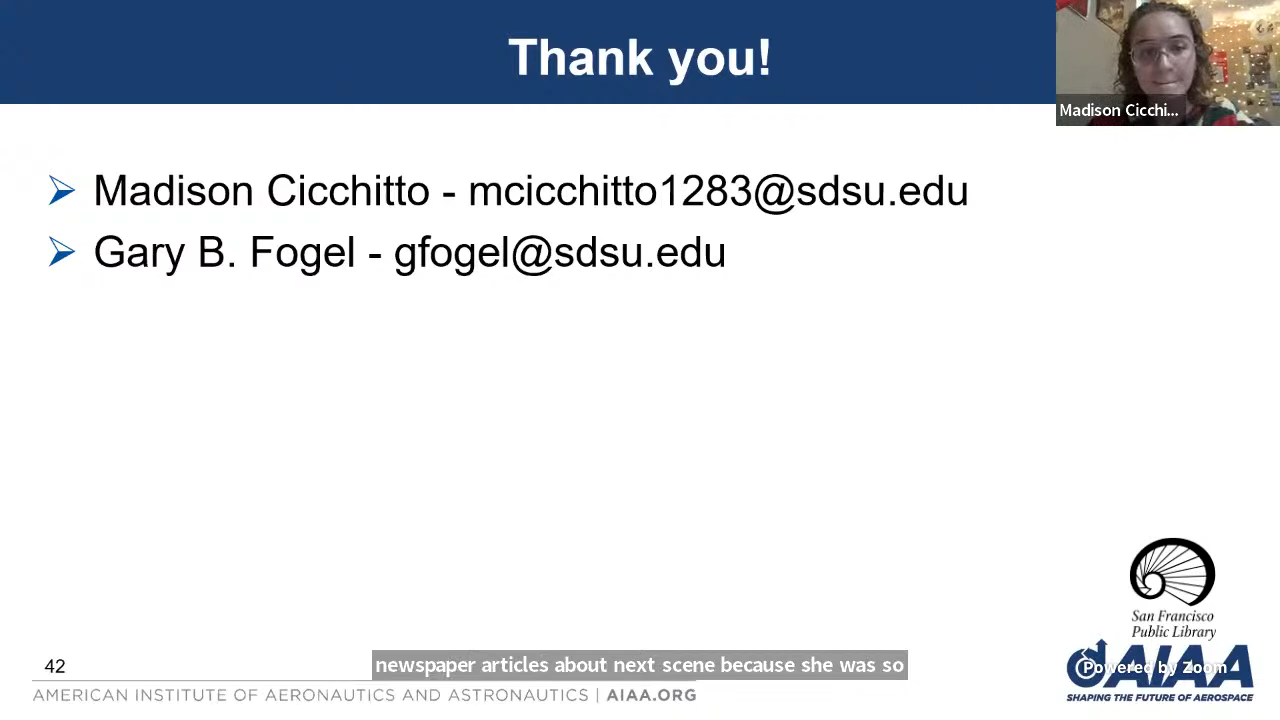 Thank you!
Madison Cicchi...
Madison Cicchitto - mcicchitto1283@sdsu.edu
Gary B. Fogel - gfogel@sdsu.edu
San Francisco
Public Library
42
newspaper articles about next scene because she was so
Powered by Zoom
AIAA
SHAPING THE FUTURE OF AEROSPACE
AMERICAN INSTITUTE OF AERONAUTICS AND ASTRONAUTICS | AIAA.ORG